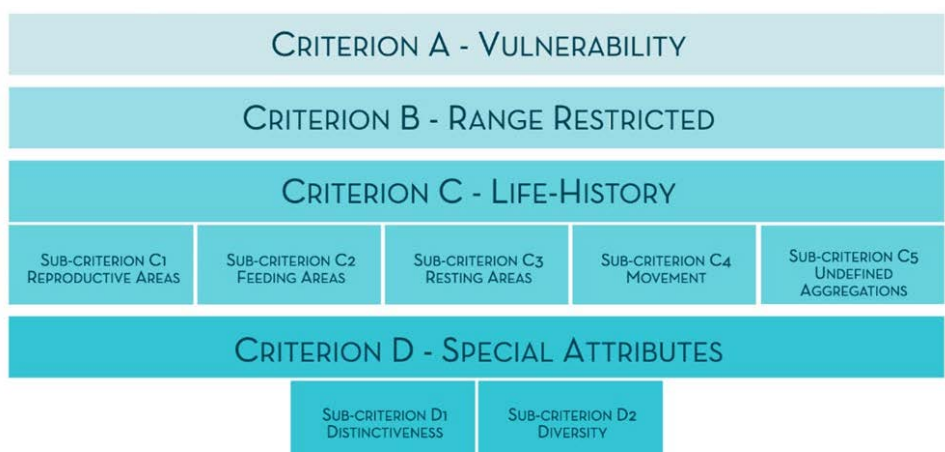 CRITERION A - VULNERABILITY
CRITERION B - RANGE RESTRICTED
CRITERION C - LIFE-HISTORY
SUB-CRITERION C1
REPRODUCTIVE AREAS
SUB-CRITERION C2
FEEDING AREAS
SUB-CRITERION C3
RESTING AREAS
SUB-CRITERION C4
MOVEMENT
SUB-CRITERION C5
UNDEFINED
AGGREGATIONS
CRITERION D - SPECIAL ATTRIBUTES
SUB-CRITERION D1
DISTINCTIVENESS
SUB-CRITERION D2
DIVERSITY